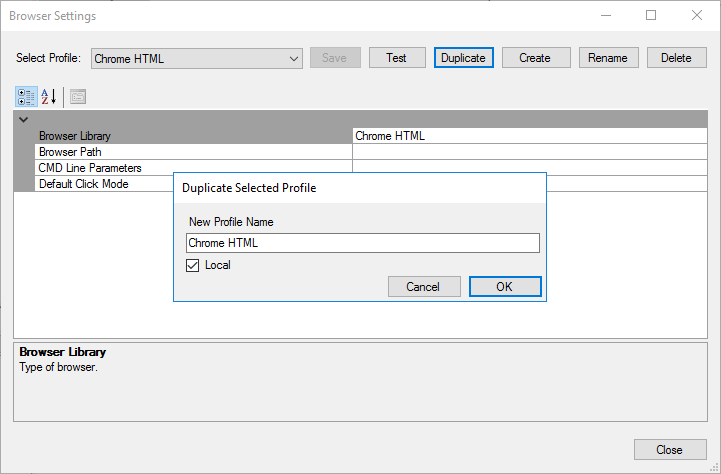 Browser Settings
Select Profile: Chrome HTML Save Test Duplicate Create Rename Delete
A
Z
Browser Library Chrome HTML
Browser Path
CMD Line Parameters
Default Click Mode
Duplicate Selected Profile
New Profile Name
Chrome HTML
Local
Cancel OK
Browser Library
Type of browser.
Close